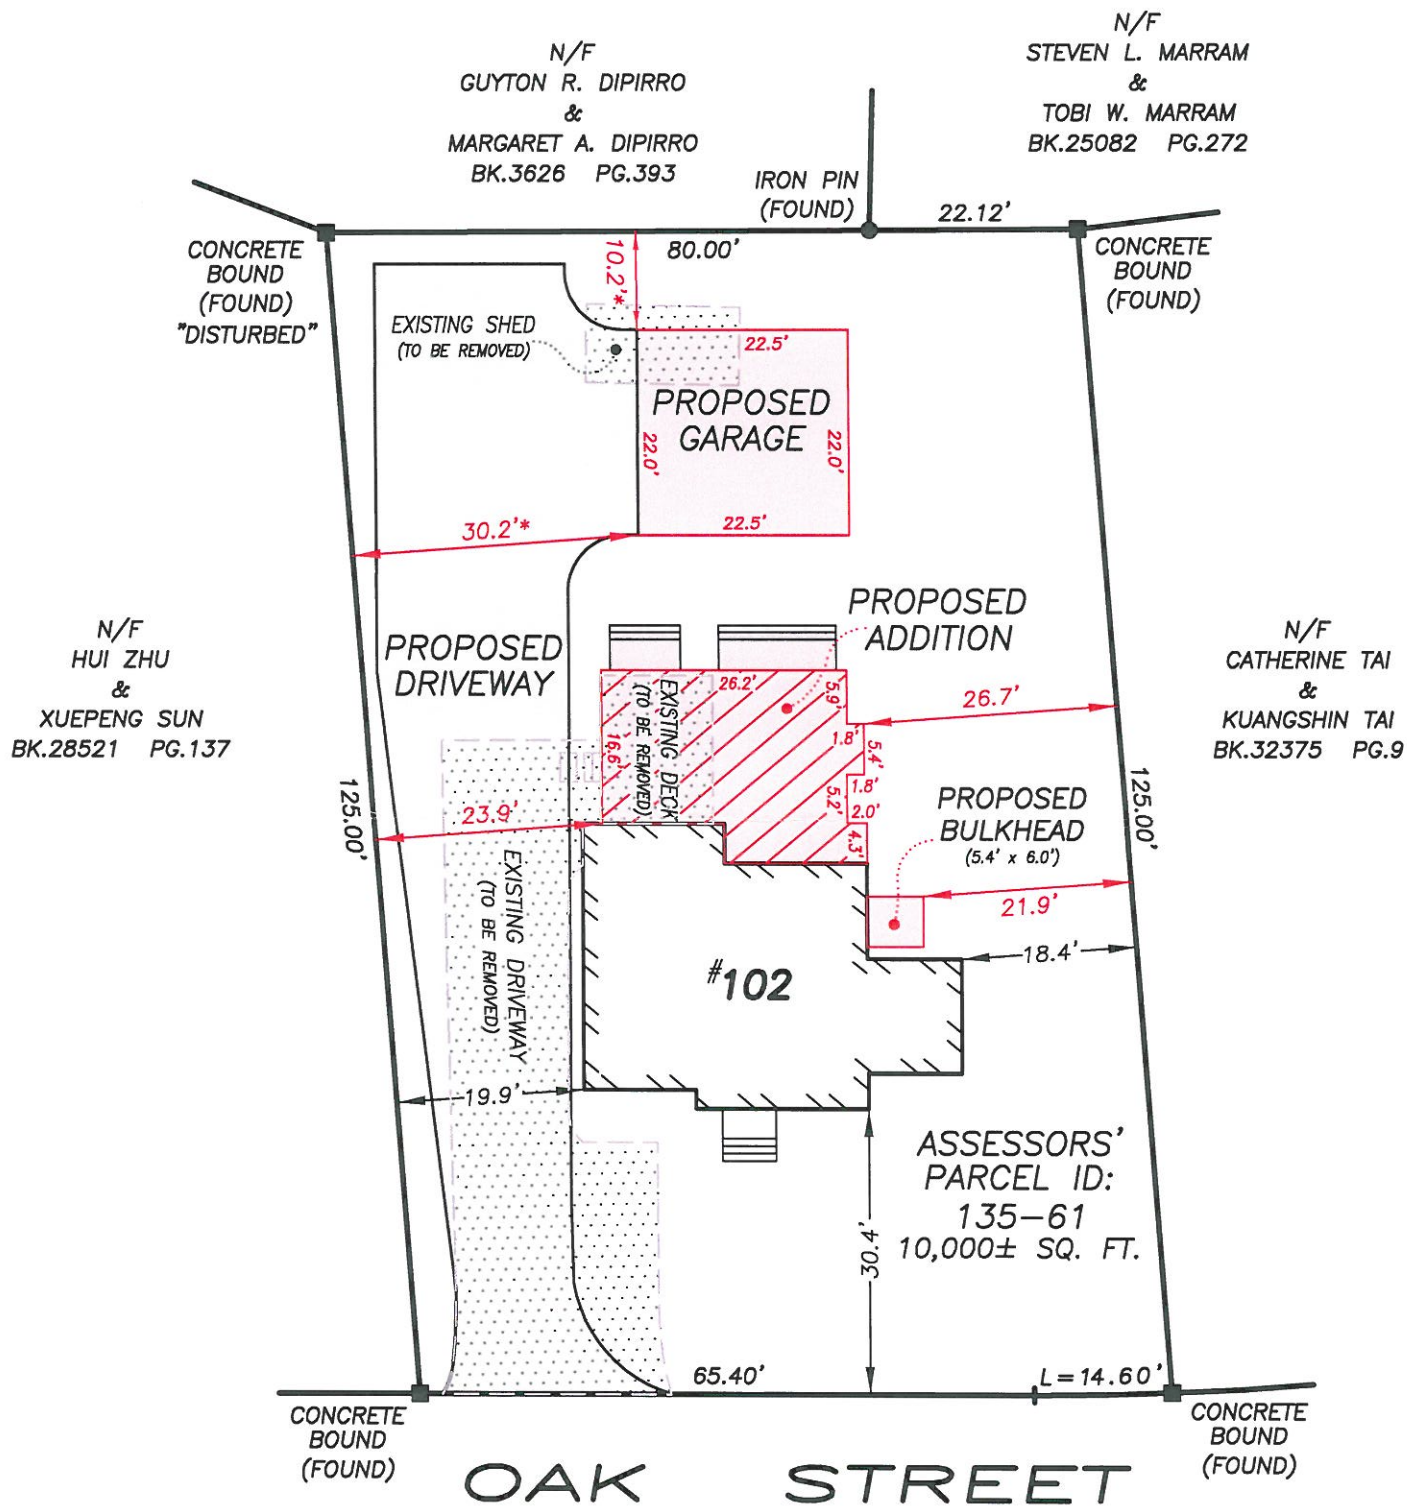 N/F
GUYTON R. DIPIRRO
&
MARGARET A. DIPIRRO
BK.3626 PG.393
N/F
STEVEN L. MARRAM
&
TOBI W. MARRAM
BK.25082 PG.272
IRON PIN
(FOUND)
22.12'
80.00'
CONCRETE
BOUND
(FOUND)
"DISTURBED"
CONCRETE
BOUND
(FOUND)
10.2'*
EXISTING SHED
(TO BE REMOVED)
22.5'
PROPOSED
GARAGE
22.0'
22.0'
22.5'
30.2'*
N/F
HUI ZHU
&
XUEPENG SUN
BK.28521 PG.137
PROPOSED
DRIVEWAY
PROPOSED
ADDITION
N/F
CATHERINE TAI
&
KUANGSHIN TAI
BK.32375 PG.9
26.2'
5.9'
26.7'
EXISTING DECK
(TO BE REMOVED)
16.6'
1.8'
5.4'
1.8'
5.2'
2.0'
4.3'
125.00'
125.00'
23.9'
PROPOSED
BULKHEAD
(5.4' x 6.0')
21.9'
EXISTING DRIVEWAY
(TO BE REMOVED)
18.4'
#102
19.9'
ASSESSORS'
PARCEL ID:
135-61
10,000± SQ. FT.
30.4'
65.40'
L=14.60'
CONCRETE
BOUND
(FOUND)
CONCRETE
BOUND
(FOUND)
OAK STREET